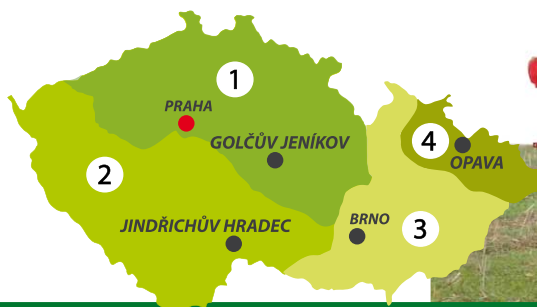 1
PRAHA
GOLČŮV JENÍKOV
4
OPAVA
2
JINDŘICHŮV HRADEC
BRNO
3